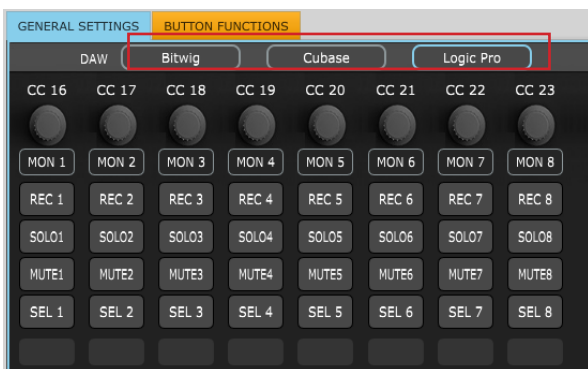 GENERAL SETTINGS BUTTON FUNCTIONS
DAW Bitwig Cubase Logic Pro
CC 16 CC 17 CC 18 CC 19 CC 20 CC 21 CC 22 CC 23
MON 1 MON 2 MON 3 MON 4 MON 5 MON 6 MON 7 MON 8
REC 1 REC 2 REC 3 REC 4 REC 5 REC 6 REC 7 REC 8
SOLO1 SOLO2 SOLO3 SOLO4 SOLO5 SOLO6 SOLO7 SOLO8
MUTE1 MUTE2 MUTE3 MUTE4 MUTE5 MUTE6 MUTE7 MUTE8
SEL 1 SEL 2 SEL 3 SEL 4 SEL 5 SEL 6 SEL 7 SEL 8